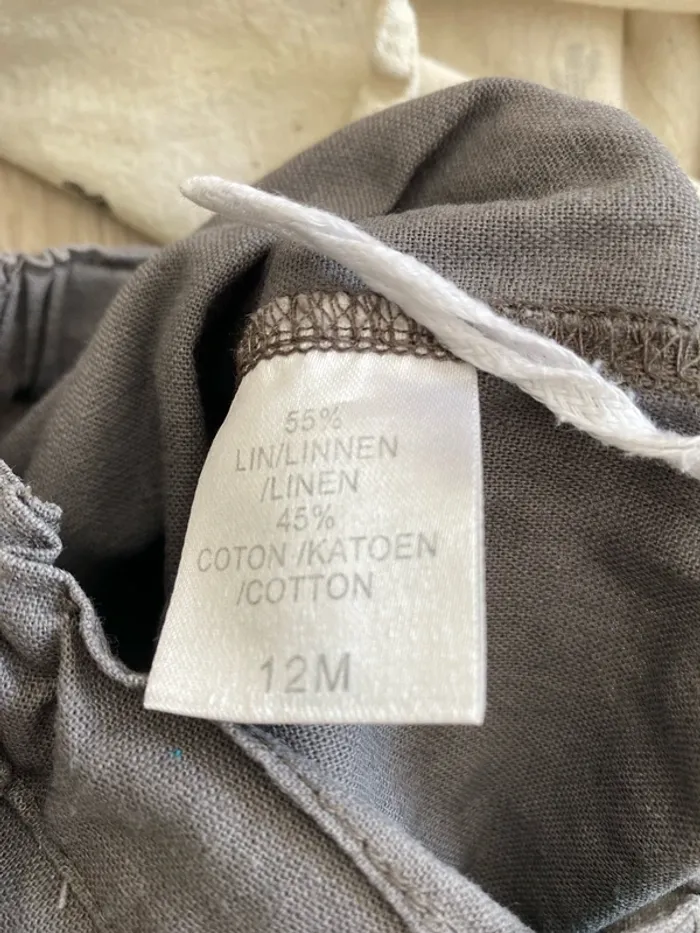 55%
LIN/LINNEN
/LINEN
45%
COTON /KATOEN
/COTTON
12M